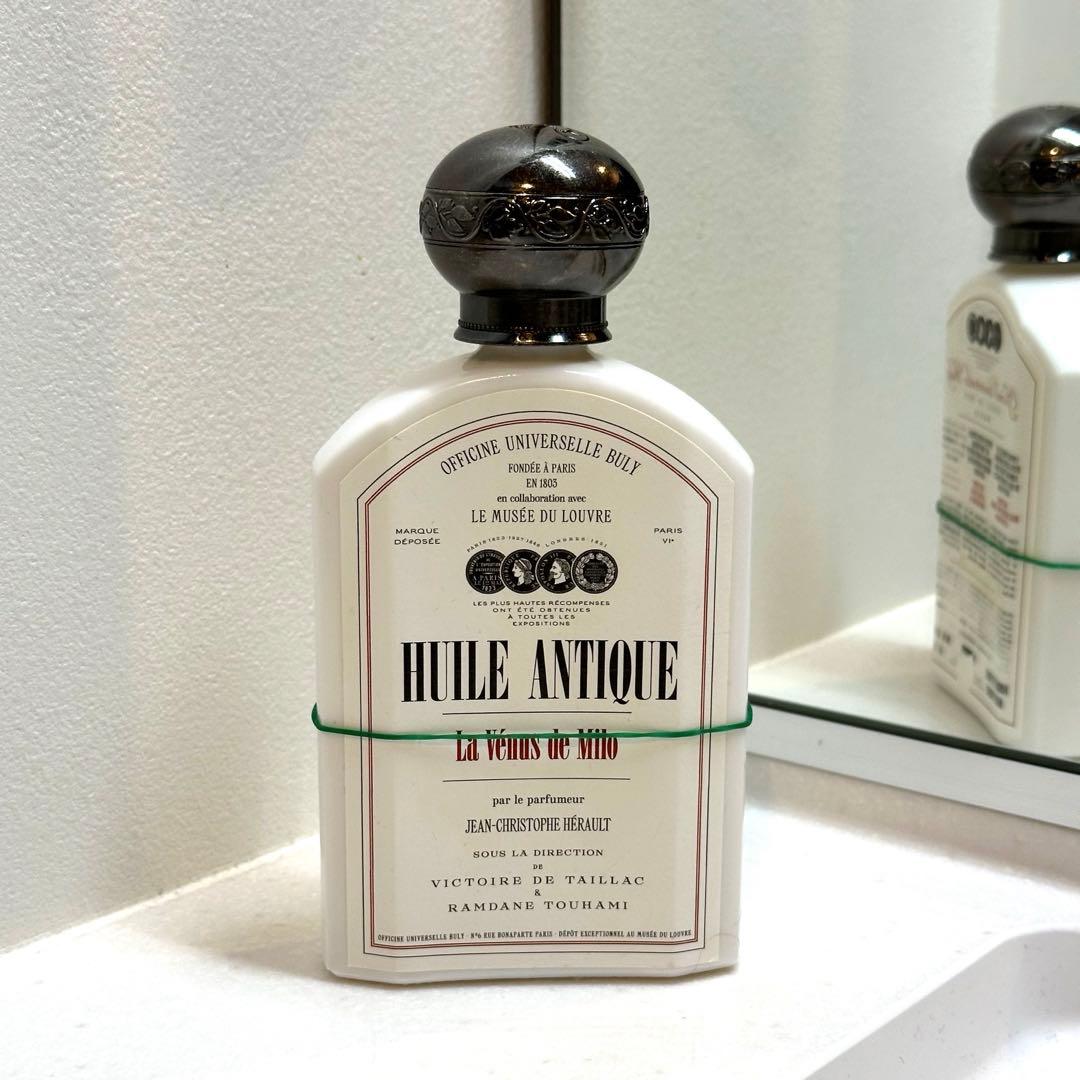 OFFICINE UNIVERSELLE BULY
FONDÉE À PARIS
EN 1803
en collaboration avec
LE MUSÉE DU LOUVRE
MARQUE
DÉPOSÉE
PARIS
VIᵉ
LES PLUS HAUTES RÉCOMPENSES
ONT ÉTÉ OBTENUES
À TOUTES LES
EXPOSITIONS
HUILE ANTIQUE
La Vénus de Milo
par le parfumeur
JEAN-CHRISTOPHE HÉRAULT
SOUS LA DIRECTION
DE
VICTOIRE DE TAILLAC
&
RAMDANE TOUHAMI
OFFICINE UNIVERSELLE BULY · Nº6 RUE BONAPARTE PARIS · DÉPÔT EXCEPTIONNEL AU MUSÉE DU LOUVRE